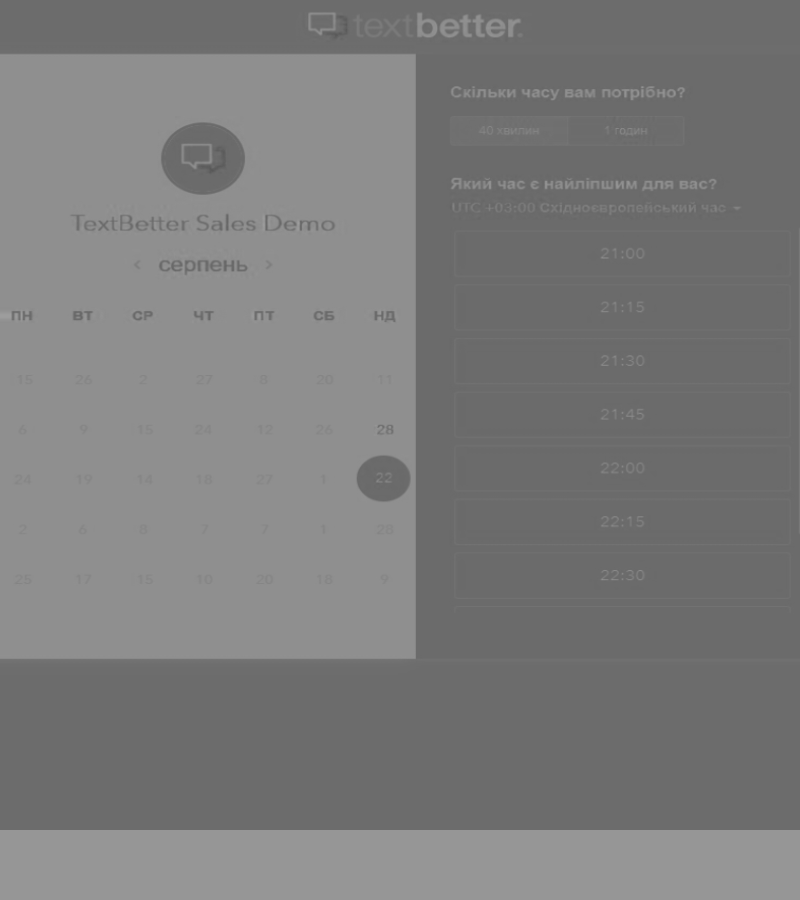 textbetter.
TextBetter Sales Demo
< серпень >
ПН ВТ СР ЧТ ПТ СБ НД
15 26 2 27 8 20 11
6 9 15 24 12 26 28
24 19 14 18 27 1 22
2 6 8 7 7 1 28
25 17 15 10 20 18 9
Скільки часу вам потрібно?
40 хвилин 1 годин
Який час є найліпшим для вас?
UTC +03:00 Східноєвропейський час
21:00
21:15
21:30
21:45
22:00
22:15
22:30